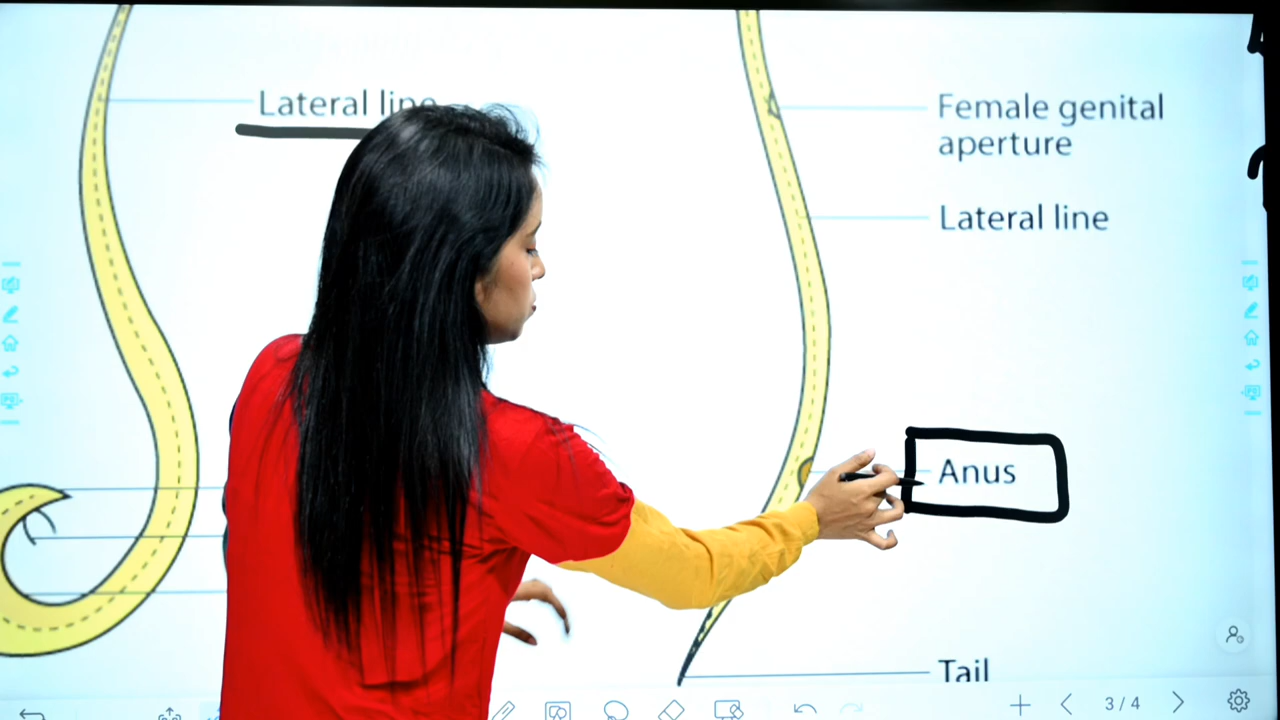 Lateral line
Female genital
aperture
Lateral line
Anus
Tail
3/4